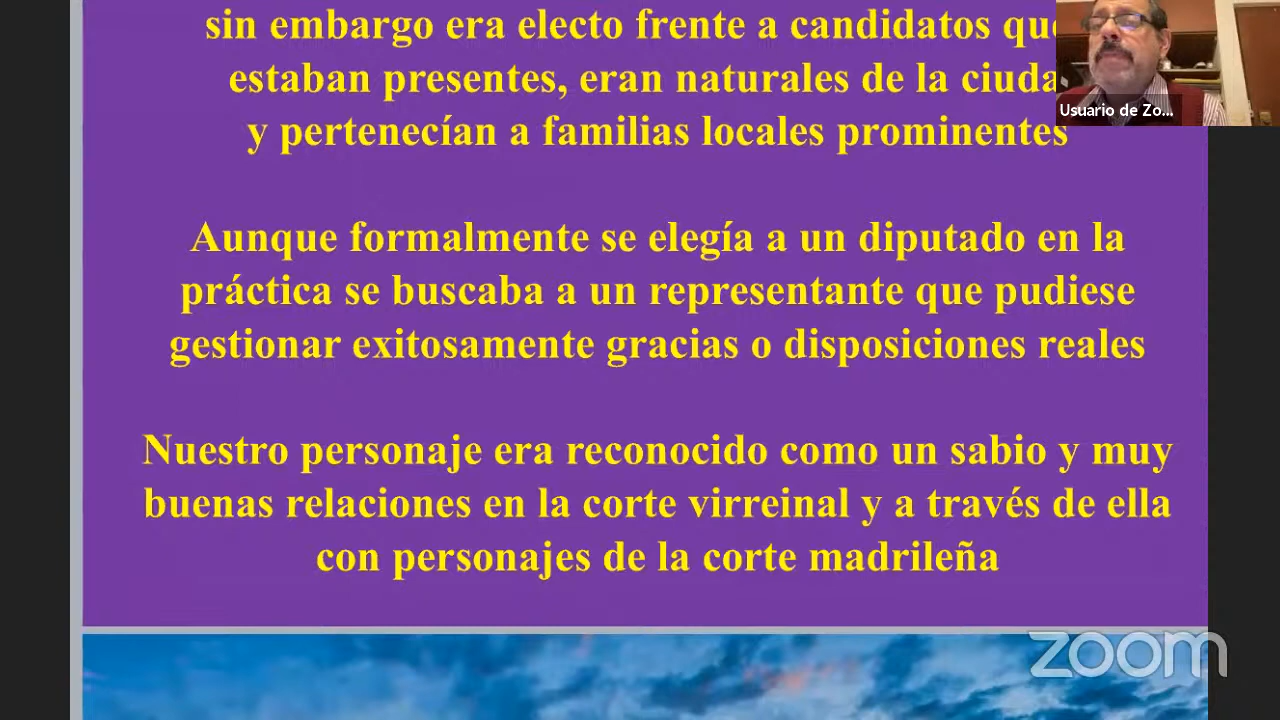 sin embargo era electo frente a candidatos que
estaban presentes, eran naturales de la ciuda
y pertenecían a familias locales prominentes
Aunque formalmente se elegía a un diputado en la
práctica se buscaba a un representante que pudiese
gestionar exitosamente gracias o disposiciones reales
Nuestro personaje era reconocido como un sabio y muy
buenas relaciones en la corte virreinal y a través de ella
con personajes de la corte madrileña
Usuario de Zo...
zoom